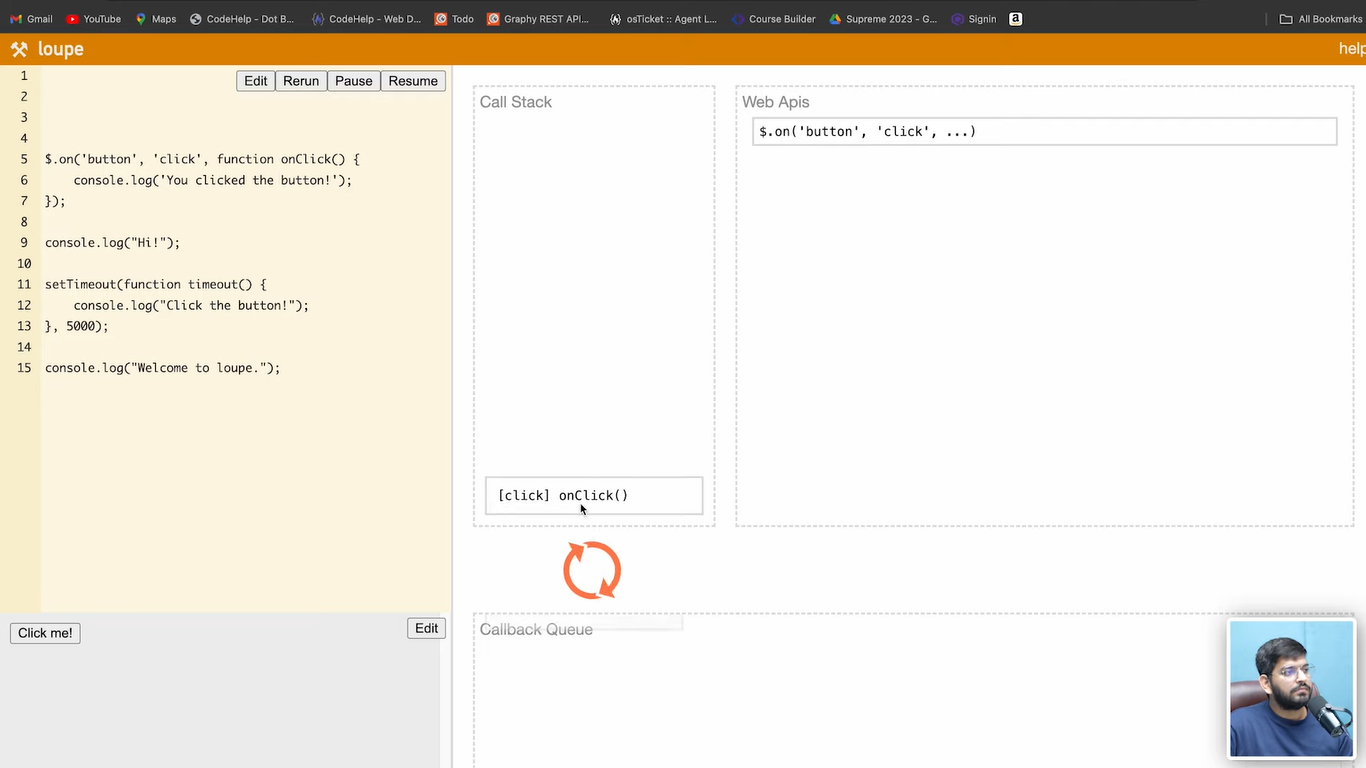 Gmail YouTube Maps CodeHelp - Dot B... CodeHelp - Web D... Todo Graphy REST API... osTicket :: Agent L... Course Builder Supreme 2023 - G... Signin All Bookmarks
loupe
help
Edit Rerun Pause Resume
1
2
3
4
5 $.on('button', 'click', function onClick() {
6 console.log('You clicked the button!');
7 });
8
9 console.log("Hi!");
10
11 setTimeout(function timeout() {
12 console.log("Click the button!");
13 }, 5000);
14
15 console.log("Welcome to loupe.");
Click me!
Edit
Call Stack
[click] onClick()
Web Apis
$.on('button', 'click', ...)
Callback Queue